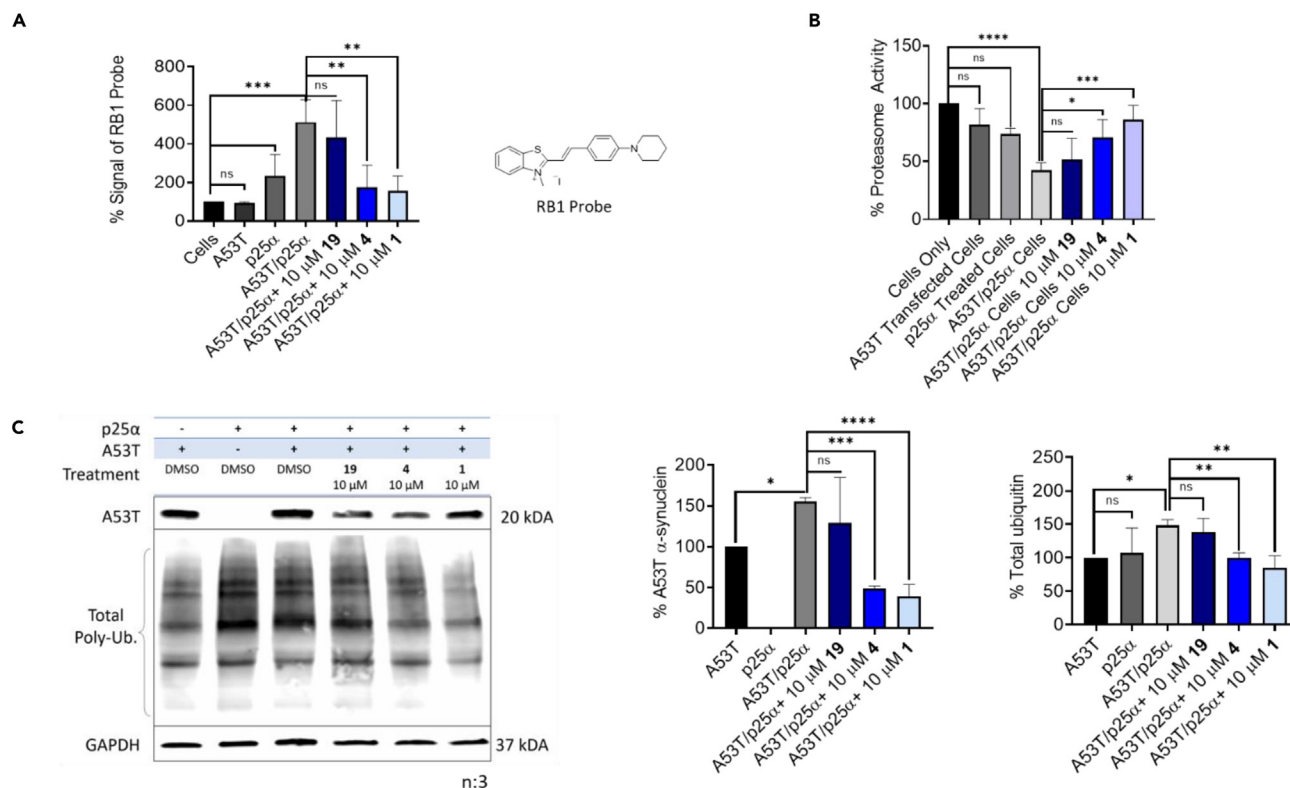 A
% Signal of RB1 Probe
800
600
400
200
0
***
ns
ns
**
**
Cells
A53T
p25α
A53T/p25α
A53T/p25α+ 10 μM 19
A53T/p25α+ 10 μM 4
A53T/p25α+ 10 μM 1
S
N
+
N
⁻I
RB1 Probe
B
% Proteasome Activity
150
100
50
0
****
ns
ns
***
*
ns
Cells Only
A53T Transfected Cells
p25α Treated Cells
A53T/p25α Cells
A53T/p25α Cells 10 μM 19
A53T/p25α Cells 10 μM 4
A53T/p25α Cells 10 μM 1
C
p25α - + + + + +
A53T + - + + + +
Treatment DMSO DMSO DMSO 19 4 1
10 μM 10 μM 10 μM
A53T 20 kDA
Total
Poly-Ub.
GAPDH 37 kDA
n:3
% A53T α-synuclein
200
150
100
50
0
****
***
*
ns
A53T
p25α
A53T/p25α
A53T/p25α+ 10 μM 19
A53T/p25α+ 10 μM 4
A53T/p25α+ 10 μM 1
% Total ubiquitin
250
200
150
100
50
0
**
*
**
ns
ns
A53T
p25α
A53T/p25α
A53T/p25α+ 10 μM 19
A53T/p25α+ 10 μM 4
A53T/p25α+ 10 μM 1